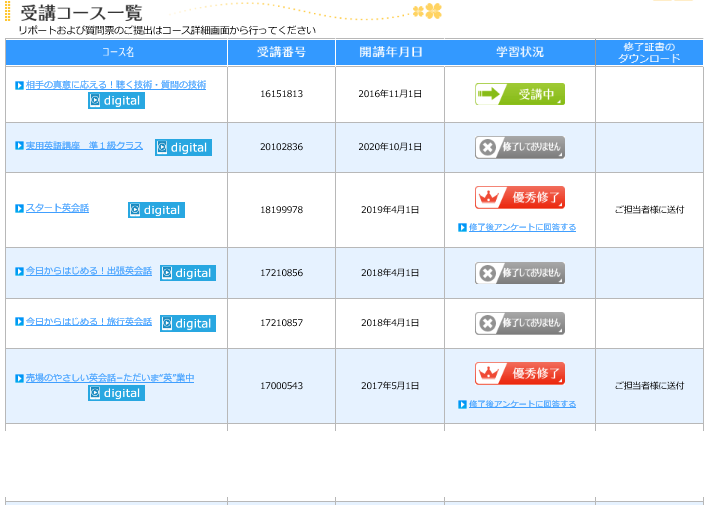 受講コース一覧
リポートおよび質問票のご提出はコース詳細画面から行ってください
コース名 受講番号 開講年月日 学習状況 修了証書の
ダウンロード
相手の真意に応える！聴く技術・質問の技術
digital
16151813 2016年11月1日 受講中
実用英語講座 準１級クラス digital 20102836 2020年10月1日 修了しておりません
スタート英会話 digital 18199978 2019年4月1日 優秀修了 ご担当者様に送付
修了後アンケートに回答する
今日からはじめる！出張英会話 digital 17210856 2018年4月1日 修了しておりません
今日からはじめる！旅行英会話 digital 17210857 2018年4月1日 修了しておりません
売場のやさしい英会話−ただいま"英"業中
digital
17000543 2017年5月1日 優秀修了 ご担当者様に送付
修了後アンケートに回答する